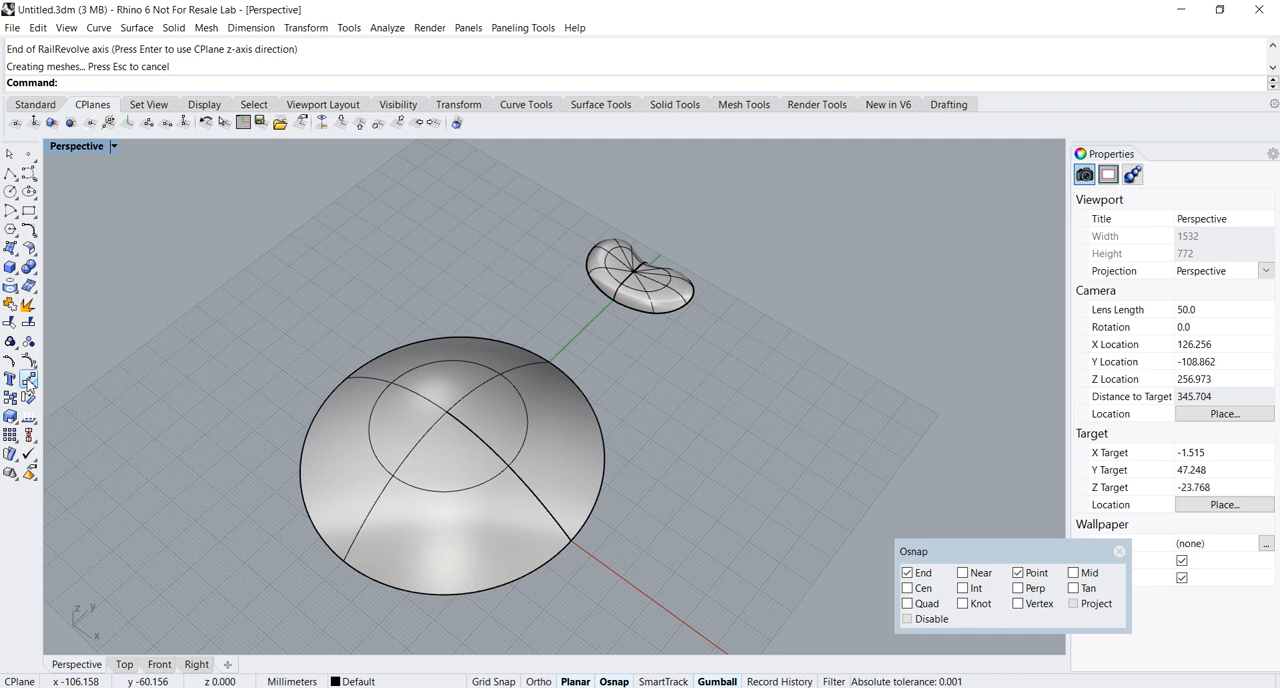 Untitled.3dm (3 MB) - Rhino 6 Not For Resale Lab - [Perspective]
File Edit View Curve Surface Solid Mesh Dimension Transform Tools Analyze Render Panels Paneling Tools Help
End of RailRevolve axis (Press Enter to use CPlane z-axis direction)
Creating meshes... Press Esc to cancel
Command:
Standard CPlanes Set View Display Select Viewport Layout Visibility Transform Curve Tools Surface Tools Solid Tools Mesh Tools Render Tools New in V6 Drafting
Perspective
Properties
Viewport
Title Perspective
Width 1532
Height 772
Projection Perspective
Camera
Lens Length 50.0
Rotation 0.0
X Location 126.256
Y Location -108.862
Z Location 256.973
Distance to Target 345.704
Location Place...
Target
X Target -1.515
Y Target 47.248
Z Target -23.768
Location Place...
Wallpaper
(none) ...
Osnap
End Near Point Mid
Cen Int Perp Tan
Quad Knot Vertex Project
Disable
z y
x
Perspective Top Front Right
CPlane x -106.158 y -60.156 z 0.000 Millimeters Default Grid Snap Ortho Planar Osnap SmartTrack Gumball Record History Filter Absolute tolerance: 0.001